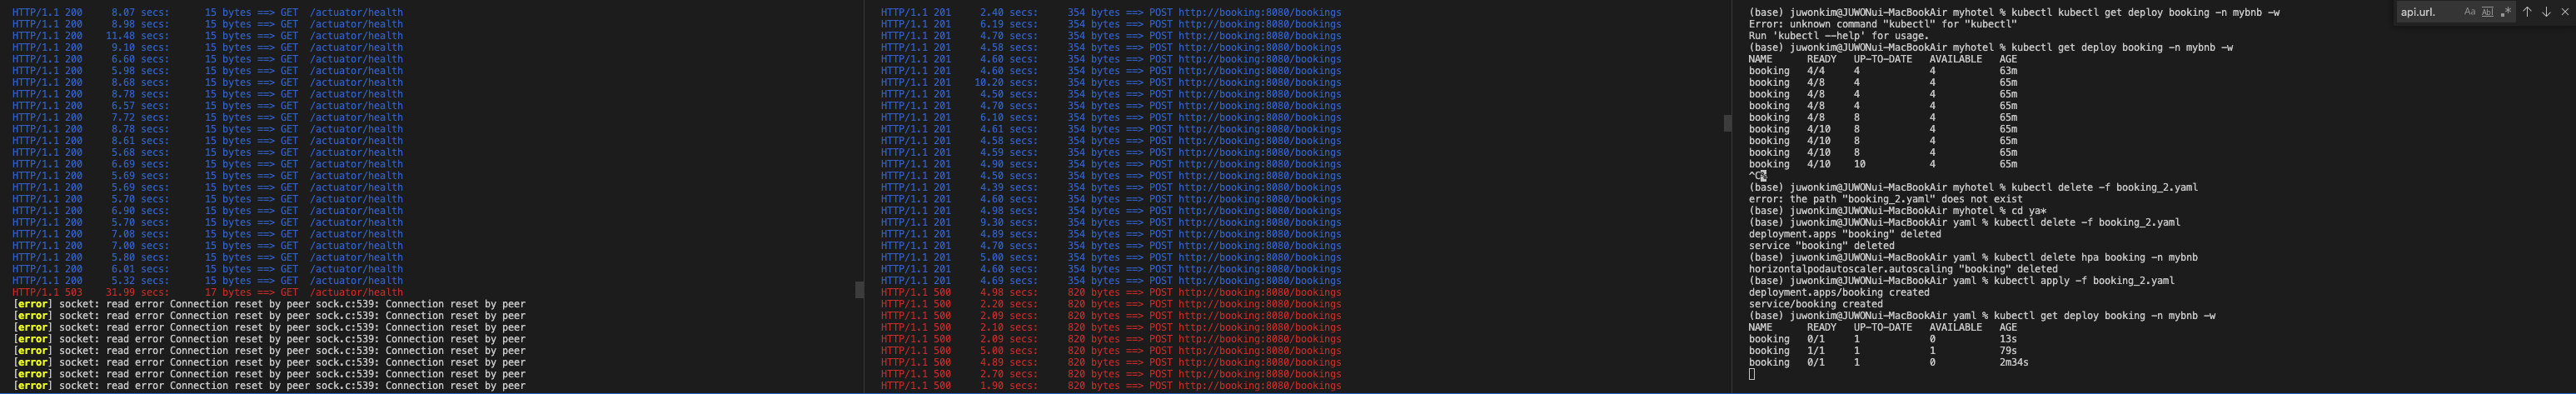 HTTP/1.1 200     8.07 secs:      15 bytes ==> GET  /actuator/health
HTTP/1.1 200     8.98 secs:      15 bytes ==> GET  /actuator/health
HTTP/1.1 200    11.48 secs:      15 bytes ==> GET  /actuator/health
HTTP/1.1 200     9.10 secs:      15 bytes ==> GET  /actuator/health
HTTP/1.1 200     6.60 secs:      15 bytes ==> GET  /actuator/health
HTTP/1.1 200     5.98 secs:      15 bytes ==> GET  /actuator/health
HTTP/1.1 200     8.68 secs:      15 bytes ==> GET  /actuator/health
HTTP/1.1 200     8.78 secs:      15 bytes ==> GET  /actuator/health
HTTP/1.1 200     6.57 secs:      15 bytes ==> GET  /actuator/health
HTTP/1.1 200     7.72 secs:      15 bytes ==> GET  /actuator/health
HTTP/1.1 200     8.78 secs:      15 bytes ==> GET  /actuator/health
HTTP/1.1 200     8.61 secs:      15 bytes ==> GET  /actuator/health
HTTP/1.1 200     5.68 secs:      15 bytes ==> GET  /actuator/health
HTTP/1.1 200     6.69 secs:      15 bytes ==> GET  /actuator/health
HTTP/1.1 200     5.69 secs:      15 bytes ==> GET  /actuator/health
HTTP/1.1 200     5.69 secs:      15 bytes ==> GET  /actuator/health
HTTP/1.1 200     5.70 secs:      15 bytes ==> GET  /actuator/health
HTTP/1.1 200     6.90 secs:      15 bytes ==> GET  /actuator/health
HTTP/1.1 200     5.70 secs:      15 bytes ==> GET  /actuator/health
HTTP/1.1 200     7.08 secs:      15 bytes ==> GET  /actuator/health
HTTP/1.1 200     7.00 secs:      15 bytes ==> GET  /actuator/health
HTTP/1.1 200     5.80 secs:      15 bytes ==> GET  /actuator/health
HTTP/1.1 200     6.01 secs:      15 bytes ==> GET  /actuator/health
HTTP/1.1 200     5.32 secs:      15 bytes ==> GET  /actuator/health
HTTP/1.1 503    31.99 secs:      17 bytes ==> GET  /actuator/health
[error] socket: read error Connection reset by peer sock.c:539: Connection reset by peer
[error] socket: read error Connection reset by peer sock.c:539: Connection reset by peer
[error] socket: read error Connection reset by peer sock.c:539: Connection reset by peer
[error] socket: read error Connection reset by peer sock.c:539: Connection reset by peer
[error] socket: read error Connection reset by peer sock.c:539: Connection reset by peer
[error] socket: read error Connection reset by peer sock.c:539: Connection reset by peer
[error] socket: read error Connection reset by peer sock.c:539: Connection reset by peer
[error] socket: read error Connection reset by peer sock.c:539: Connection reset by peer
HTTP/1.1 201     2.40 secs:     354 bytes ==> POST http://booking:8080/bookings
HTTP/1.1 201     6.19 secs:     354 bytes ==> POST http://booking:8080/bookings
HTTP/1.1 201     4.70 secs:     354 bytes ==> POST http://booking:8080/bookings
HTTP/1.1 201     4.58 secs:     354 bytes ==> POST http://booking:8080/bookings
HTTP/1.1 201     4.60 secs:     354 bytes ==> POST http://booking:8080/bookings
HTTP/1.1 201     4.60 secs:     354 bytes ==> POST http://booking:8080/bookings
HTTP/1.1 201    10.20 secs:     354 bytes ==> POST http://booking:8080/bookings
HTTP/1.1 201     4.50 secs:     354 bytes ==> POST http://booking:8080/bookings
HTTP/1.1 201     4.70 secs:     354 bytes ==> POST http://booking:8080/bookings
HTTP/1.1 201     6.10 secs:     354 bytes ==> POST http://booking:8080/bookings
HTTP/1.1 201     4.61 secs:     354 bytes ==> POST http://booking:8080/bookings
HTTP/1.1 201     4.58 secs:     354 bytes ==> POST http://booking:8080/bookings
HTTP/1.1 201     4.59 secs:     354 bytes ==> POST http://booking:8080/bookings
HTTP/1.1 201     4.90 secs:     354 bytes ==> POST http://booking:8080/bookings
HTTP/1.1 201     4.50 secs:     354 bytes ==> POST http://booking:8080/bookings
HTTP/1.1 201     4.39 secs:     354 bytes ==> POST http://booking:8080/bookings
HTTP/1.1 201     4.60 secs:     354 bytes ==> POST http://booking:8080/bookings
HTTP/1.1 201     4.98 secs:     354 bytes ==> POST http://booking:8080/bookings
HTTP/1.1 201     9.30 secs:     354 bytes ==> POST http://booking:8080/bookings
HTTP/1.1 201     4.89 secs:     354 bytes ==> POST http://booking:8080/bookings
HTTP/1.1 201     4.70 secs:     354 bytes ==> POST http://booking:8080/bookings
HTTP/1.1 201     5.00 secs:     354 bytes ==> POST http://booking:8080/bookings
HTTP/1.1 201     4.60 secs:     354 bytes ==> POST http://booking:8080/bookings
HTTP/1.1 201     4.69 secs:     354 bytes ==> POST http://booking:8080/bookings
HTTP/1.1 500     4.98 secs:     820 bytes ==> POST http://booking:8080/bookings
HTTP/1.1 500     2.20 secs:     820 bytes ==> POST http://booking:8080/bookings
HTTP/1.1 500     2.09 secs:     820 bytes ==> POST http://booking:8080/bookings
HTTP/1.1 500     2.10 secs:     820 bytes ==> POST http://booking:8080/bookings
HTTP/1.1 500     2.09 secs:     820 bytes ==> POST http://booking:8080/bookings
HTTP/1.1 500     5.00 secs:     820 bytes ==> POST http://booking:8080/bookings
HTTP/1.1 500     4.89 secs:     820 bytes ==> POST http://booking:8080/bookings
HTTP/1.1 500     2.70 secs:     820 bytes ==> POST http://booking:8080/bookings
HTTP/1.1 500     1.90 secs:     820 bytes ==> POST http://booking:8080/bookings
(base) juwonkim@JUWONui-MacBookAir myhotel % kubectl kubectl get deploy booking -n mybnb -w
Error: unknown command "kubectl" for "kubectl"
Run 'kubectl --help' for usage.
(base) juwonkim@JUWONui-MacBookAir myhotel % kubectl get deploy booking -n mybnb -w
NAME      READY   UP-TO-DATE   AVAILABLE   AGE
booking   4/4     4            4           63m
booking   4/8     4            4           65m
booking   4/8     4            4           65m
booking   4/8     4            4           65m
booking   4/8     8            4           65m
booking   4/10    8            4           65m
booking   4/10    8            4           65m
booking   4/10    8            4           65m
booking   4/10    10           4           65m
^C%
(base) juwonkim@JUWONui-MacBookAir myhotel % kubectl delete -f booking_2.yaml
error: the path "booking_2.yaml" does not exist
(base) juwonkim@JUWONui-MacBookAir myhotel % cd ya*
(base) juwonkim@JUWONui-MacBookAir yaml % kubectl delete -f booking_2.yaml
deployment.apps "booking" deleted
service "booking" deleted
(base) juwonkim@JUWONui-MacBookAir yaml % kubectl delete hpa booking -n mybnb
horizontalpodautoscaler.autoscaling "booking" deleted
(base) juwonkim@JUWONui-MacBookAir yaml % kubectl apply -f booking_2.yaml
deployment.apps/booking created
service/booking created
(base) juwonkim@JUWONui-MacBookAir yaml % kubectl get deploy booking -n mybnb -w
NAME      READY   UP-TO-DATE   AVAILABLE   AGE
booking   0/1     1            0           13s
booking   1/1     1            1           79s
booking   0/1     1            0           2m34s
api.url.
Aa Abl .*